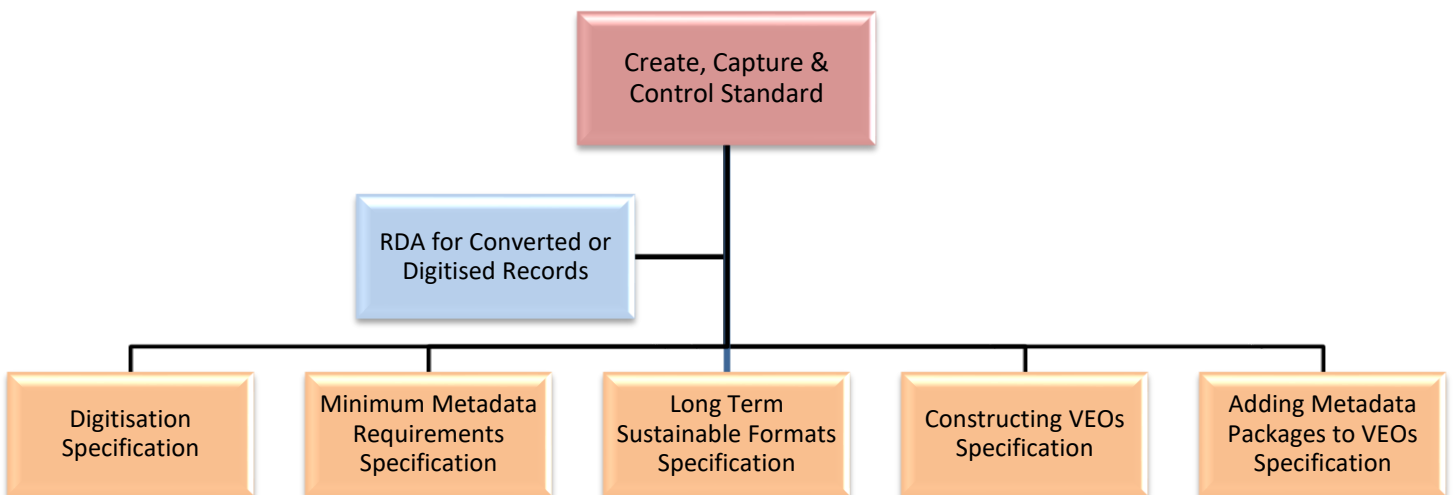 Create, Capture &
Control Standard
RDA for Converted or
Digitised Records
Digitisation
Specification
Minimum Metadata
Requirements
Specification
Long Term
Sustainable Formats
Specification
Constructing VEOs
Specification
Adding Metadata
Packages to VEOs
Specification